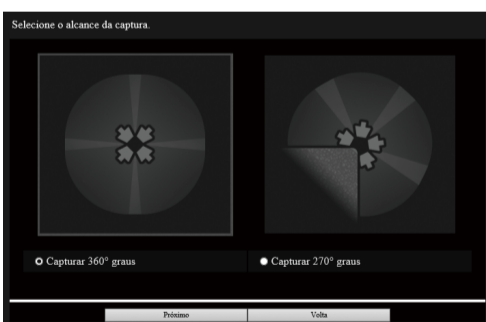 Selecione o alcance da captura.
Capturar 360° graus
Capturar 270° graus
Próximo
Volta